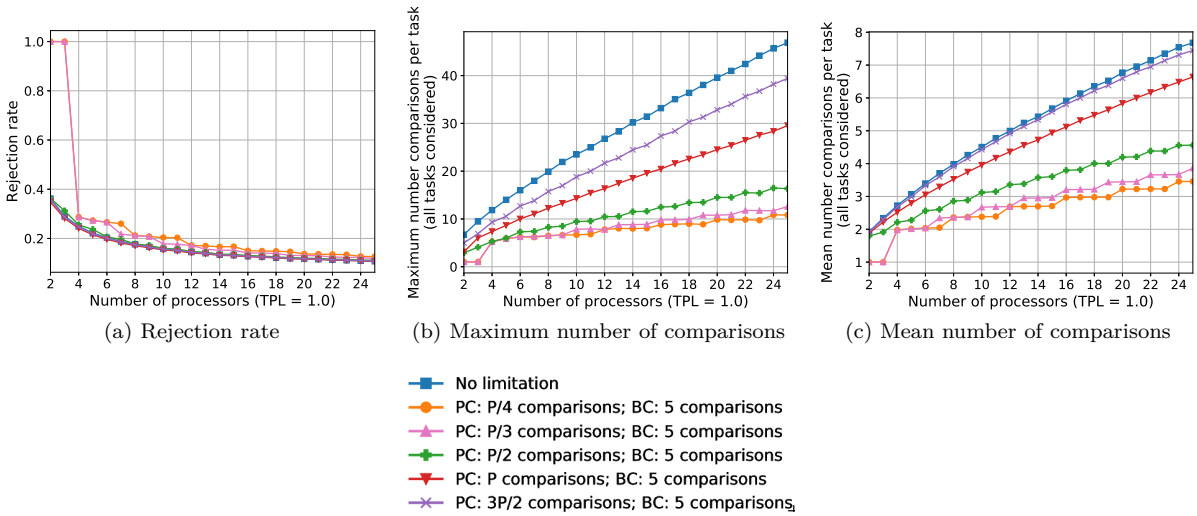 Rejection rate
1.0
0.8
0.6
0.4
0.2
2 4 6 8 10 12 14 16 18 20 22 24
Number of processors (TPL = 1.0)
(a) Rejection rate
Maximum number comparisons per task
(all tasks considered)
40
30
20
10
0
2 4 6 8 10 12 14 16 18 20 22 24
Number of processors (TPL = 1.0)
(b) Maximum number of comparisons
Mean number comparisons per task
(all tasks considered)
8
7
6
5
4
3
2
1
2 4 6 8 10 12 14 16 18 20 22 24
Number of processors (TPL = 1.0)
(c) Mean number of comparisons
No limitation
PC: P/4 comparisons; BC: 5 comparisons
PC: P/3 comparisons; BC: 5 comparisons
PC: P/2 comparisons; BC: 5 comparisons
PC: P comparisons; BC: 5 comparisons
PC: 3P/2 comparisons; BC: 5 comparisons